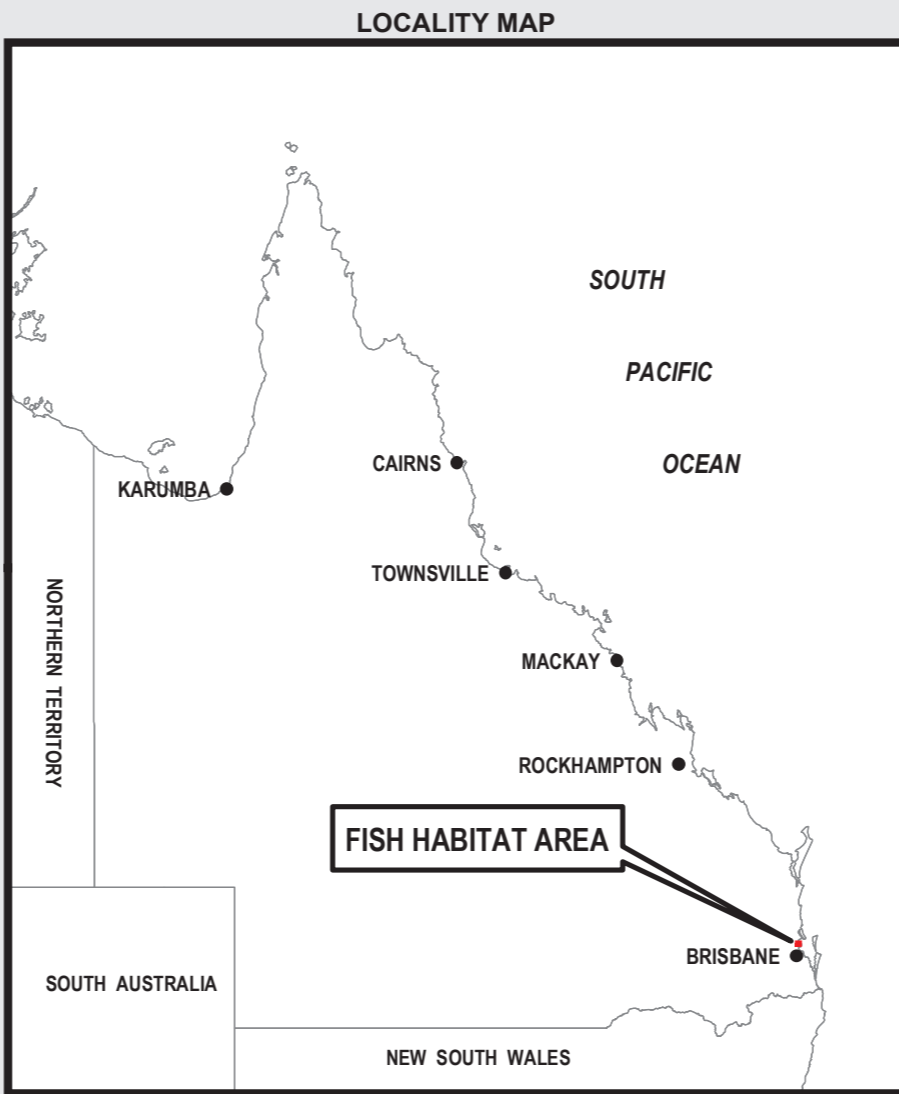 LOCALITY MAP
SOUTH
PACIFIC
OCEAN
CAIRNS
KARUMBA
TOWNSVILLE
NORTHERN TERRITORY
MACKAY
ROCKHAMPTON
FISH HABITAT AREA
BRISBANE
SOUTH AUSTRALIA
NEW SOUTH WALES